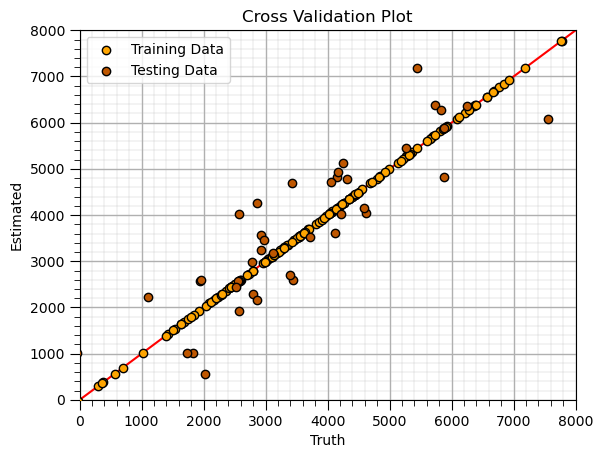 Cross Validation Plot
Training Data
Testing Data
Estimated
8000
7000
6000
5000
4000
3000
2000
1000
0
0 1000 2000 3000 4000 5000 6000 7000 8000
Truth